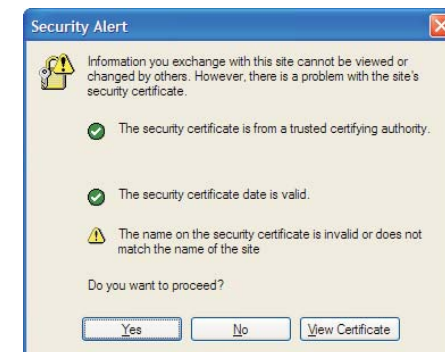 Security Alert
Information you exchange with this site cannot be viewed or
changed by others. However, there is a problem with the site's
security certificate.
The security certificate is from a trusted certifying authority.
The security certificate date is valid.
The name on the security certificate is invalid or does not
match the name of the site
Do you want to proceed?
Yes No View Certificate